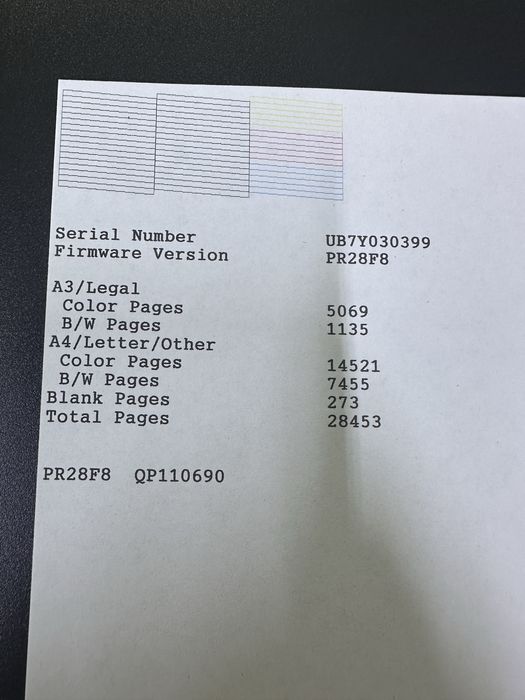 Serial Number UB7Y030399
Firmware Version PR28F8
A3/Legal
Color Pages 5069
B/W Pages 1135
A4/Letter/Other
Color Pages 14521
B/W Pages 7455
Blank Pages 273
Total Pages 28453
PR28F8 QP110690